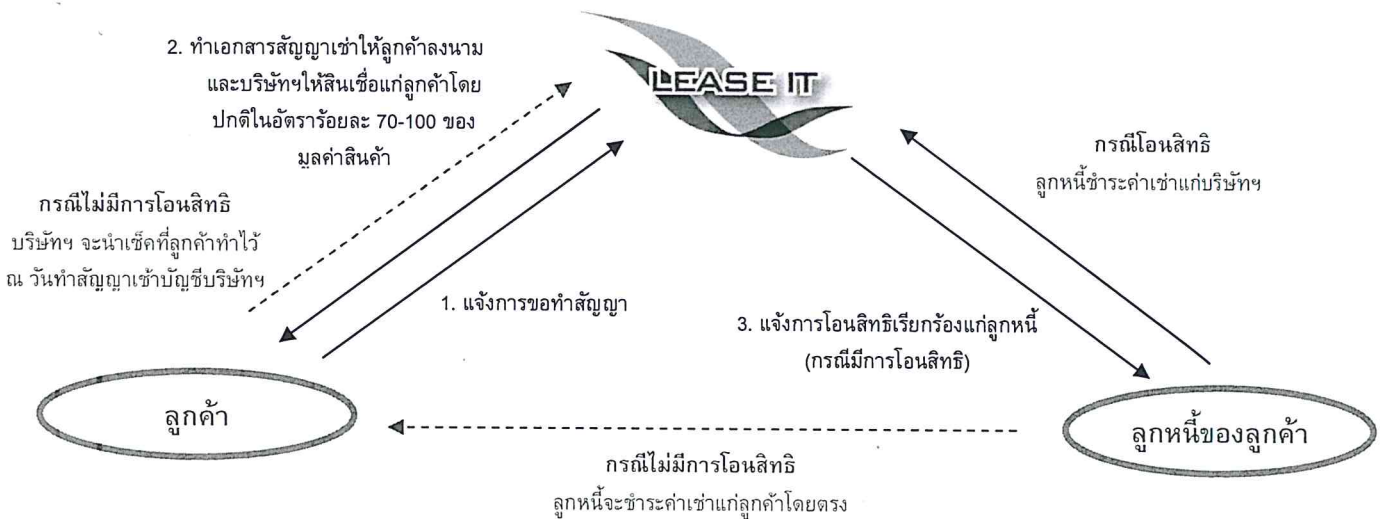 2. ทำเอกสารสัญญาเช่าให้ลูกค้าลงนาม
และบริษัทฯให้สินเชื่อแก่ลูกค้าโดย
ปกติในอัตราร้อยละ 70-100 ของ
มูลค่าสินค้า
LEASE IT
กรณีโอนสิทธิ
ลูกหนี้ชำระค่าเช่าแก่บริษัทฯ
กรณีไม่มีการโอนสิทธิ
บริษัทฯ จะนำเช็คที่ลูกค้าทำไว้
ณ วันทำสัญญาเข้าบัญชีบริษัทฯ
1. แจ้งการขอทำสัญญา
3. แจ้งการโอนสิทธิเรียกร้องแก่ลูกหนี้
(กรณีมีการโอนสิทธิ)
ลูกค้า
ลูกหนี้ของลูกค้า
กรณีไม่มีการโอนสิทธิ
ลูกหนี้จะชำระค่าเช่าแก่ลูกค้าโดยตรง